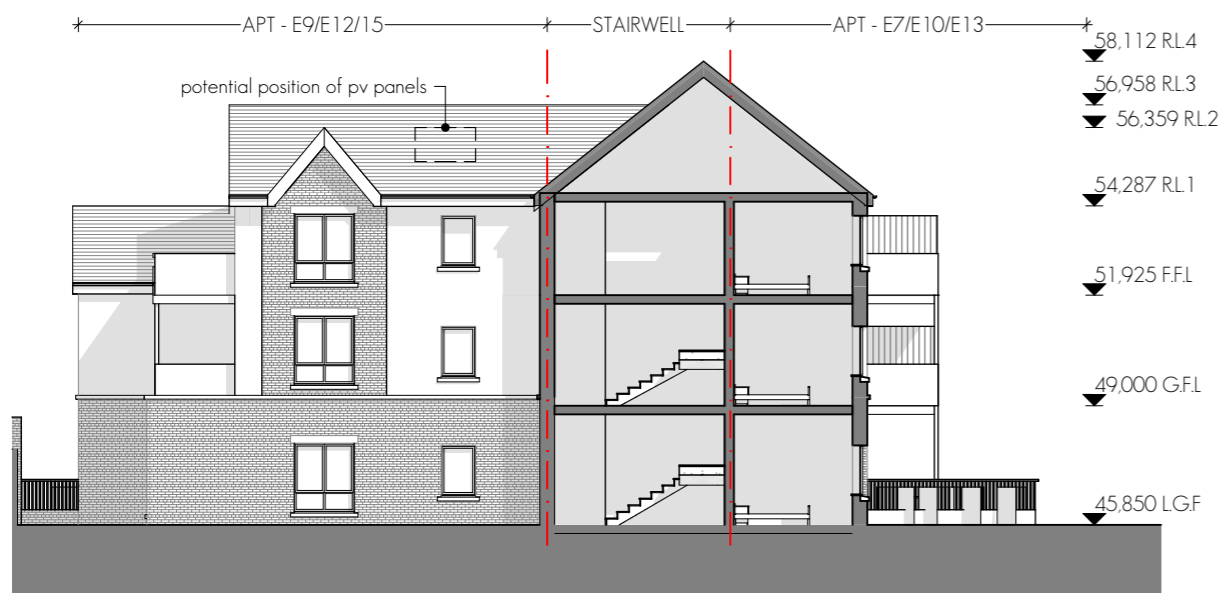 APT - E9/E12/15
STAIRWELL
APT - E7/E10/E13
58,112 RL.4
potential position of pv panels
56,958 RL.3
56,359 RL.2
54,287 RL.1
51,925 F.F.L
49,000 G.F.L
45,850 L.G.F